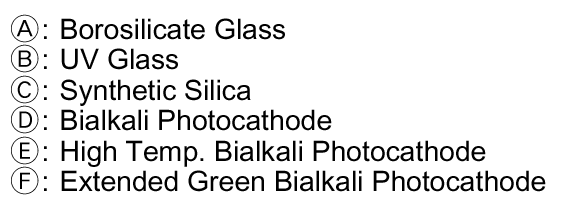 Ⓐ: Borosilicate Glass
Ⓑ: UV Glass
Ⓒ: Synthetic Silica
Ⓓ: Bialkali Photocathode
Ⓔ: High Temp. Bialkali Photocathode
Ⓕ: Extended Green Bialkali Photocathode